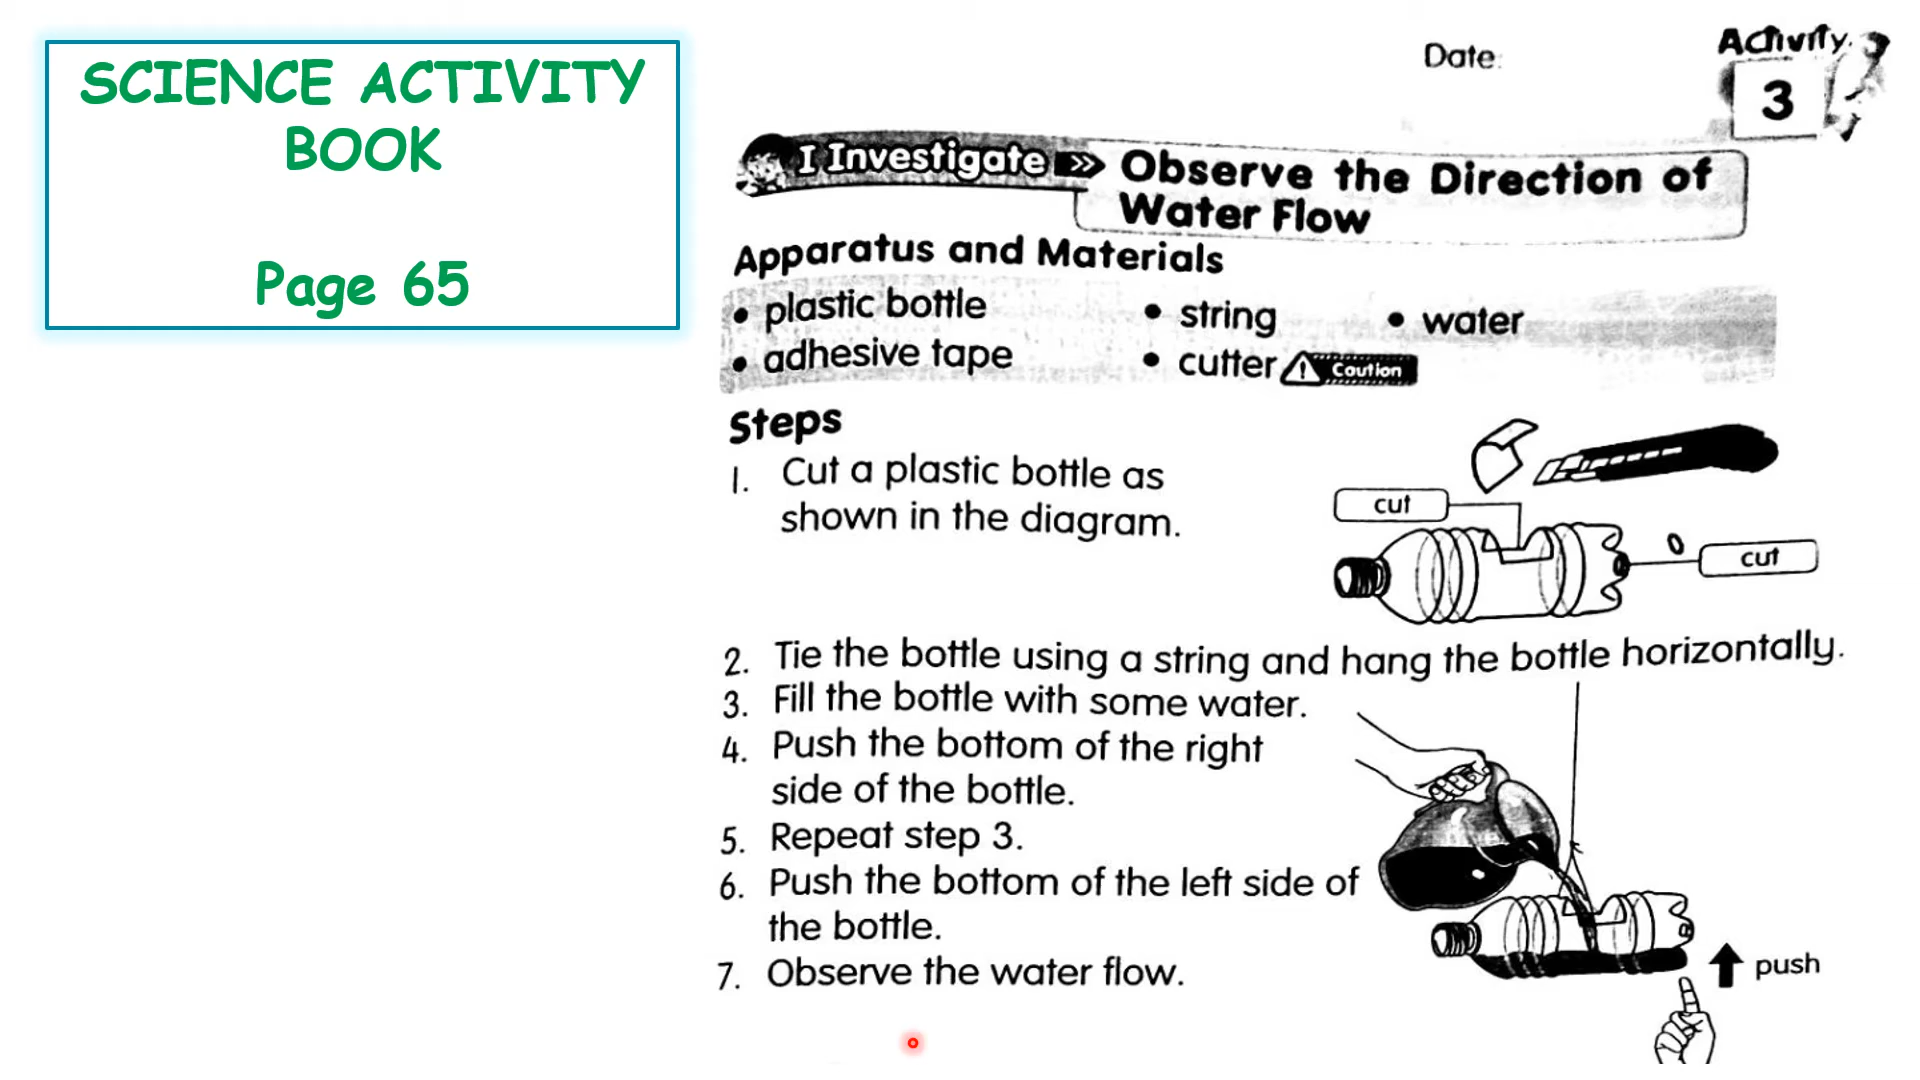 SCIENCE ACTIVITY
BOOK
Page 65
Date:
Activity
3
I Investigate >> Observe the Direction of
Water Flow
Apparatus and Materials
• plastic bottle
• string
• water
• adhesive tape
• cutter ! Caution
Steps
1. Cut a plastic bottle as
shown in the diagram.
cut
cut
2. Tie the bottle using a string and hang the bottle horizontally.
3. Fill the bottle with some water.
4. Push the bottom of the right
side of the bottle.
5. Repeat step 3.
6. Push the bottom of the left side of
the bottle.
7. Observe the water flow.
push